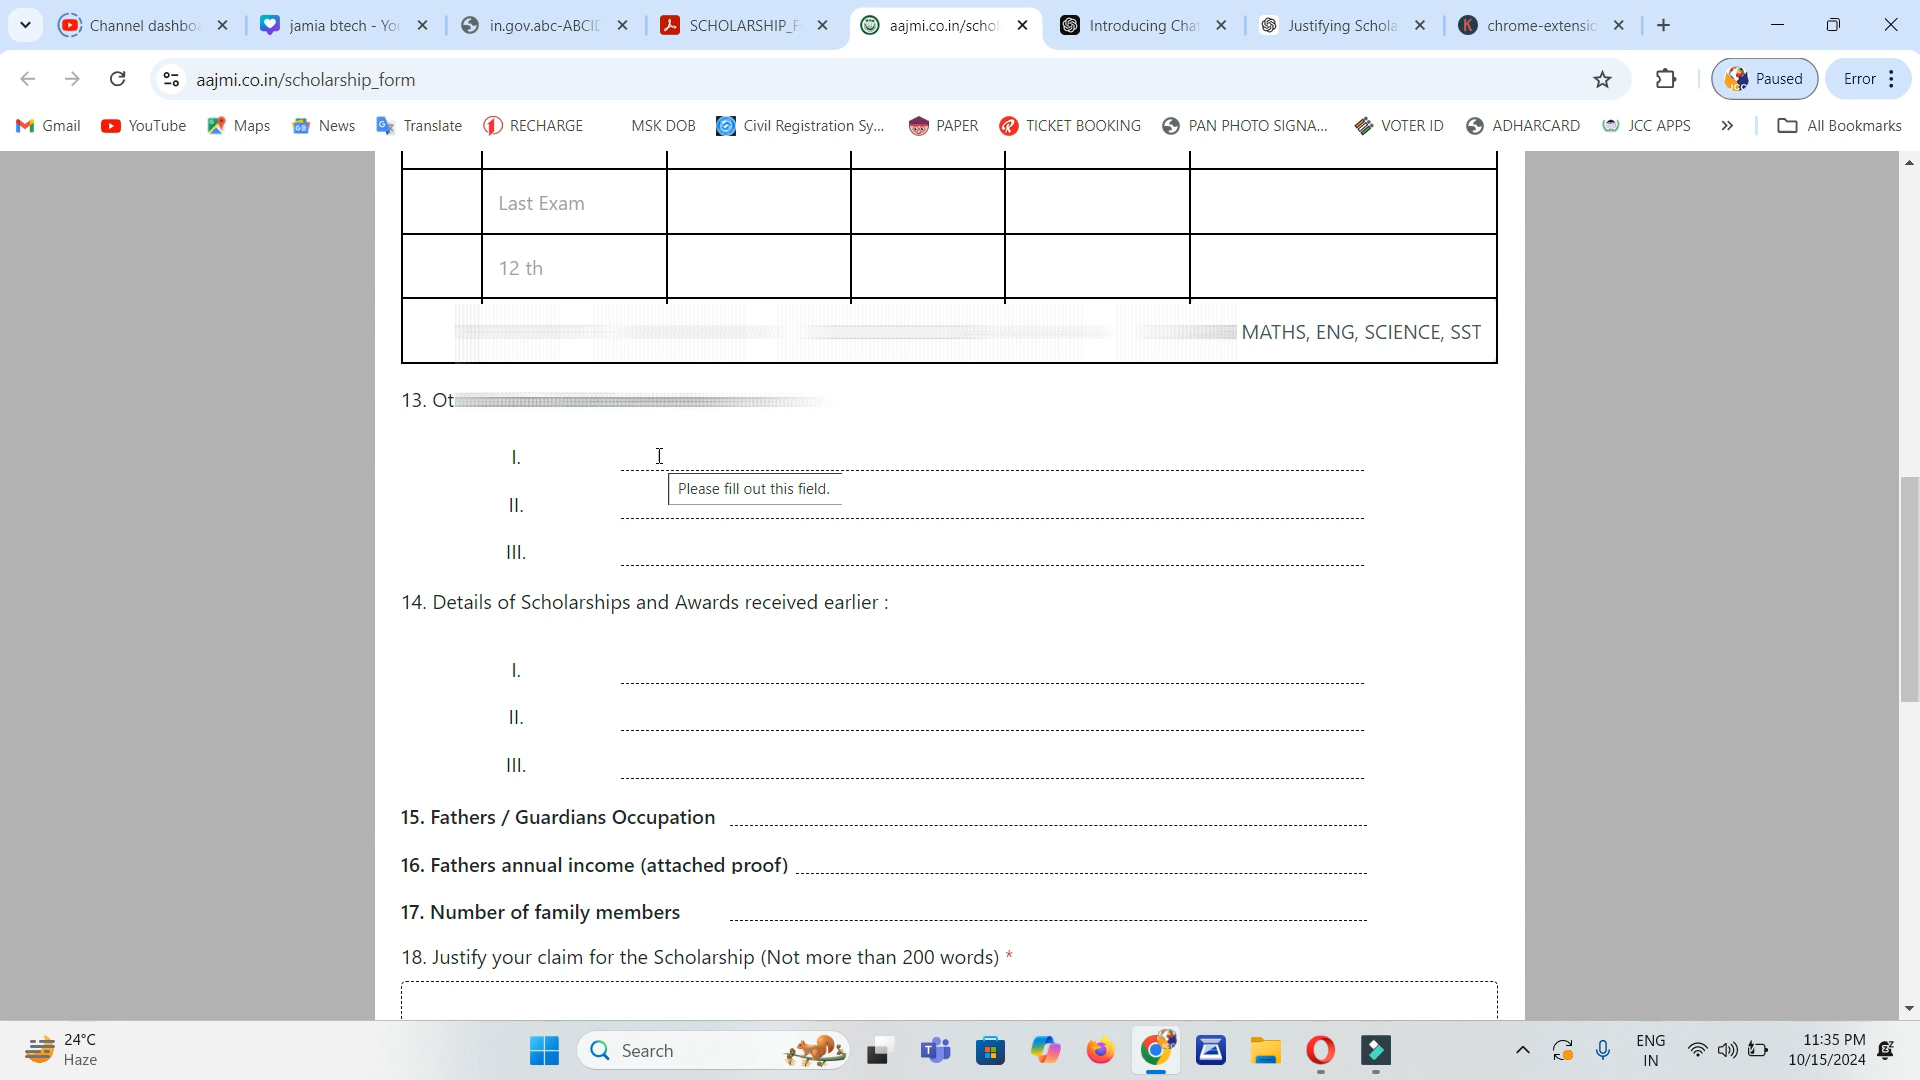 Channel dashbo
jamia btech - Yo
in.gov.abc-ABCID
SCHOLARSHIP_F
aajmi.co.in/schol
Introducing Cha
Justifying Schola
chrome-extensio
aajmi.co.in/scholarship_form
Paused
Error
Gmail
YouTube
Maps
News
Translate
RECHARGE
MSK DOB
Civil Registration Sy...
PAPER
TICKET BOOKING
PAN PHOTO SIGNA...
VOTER ID
ADHARCARD
JCC APPS
All Bookmarks
Last Exam
12 th
MATHS, ENG, SCIENCE, SST
13.
I.
Please fill out this field.
II.
III.
14. Details of Scholarships and Awards received earlier :
I.
II.
III.
15. Fathers / Guardians Occupation
16. Fathers annual income (attached proof)
17. Number of family members
18. Justify your claim for the Scholarship (Not more than 200 words) *
24°C
Haze
Search
ENG
IN
11:35 PM
10/15/2024